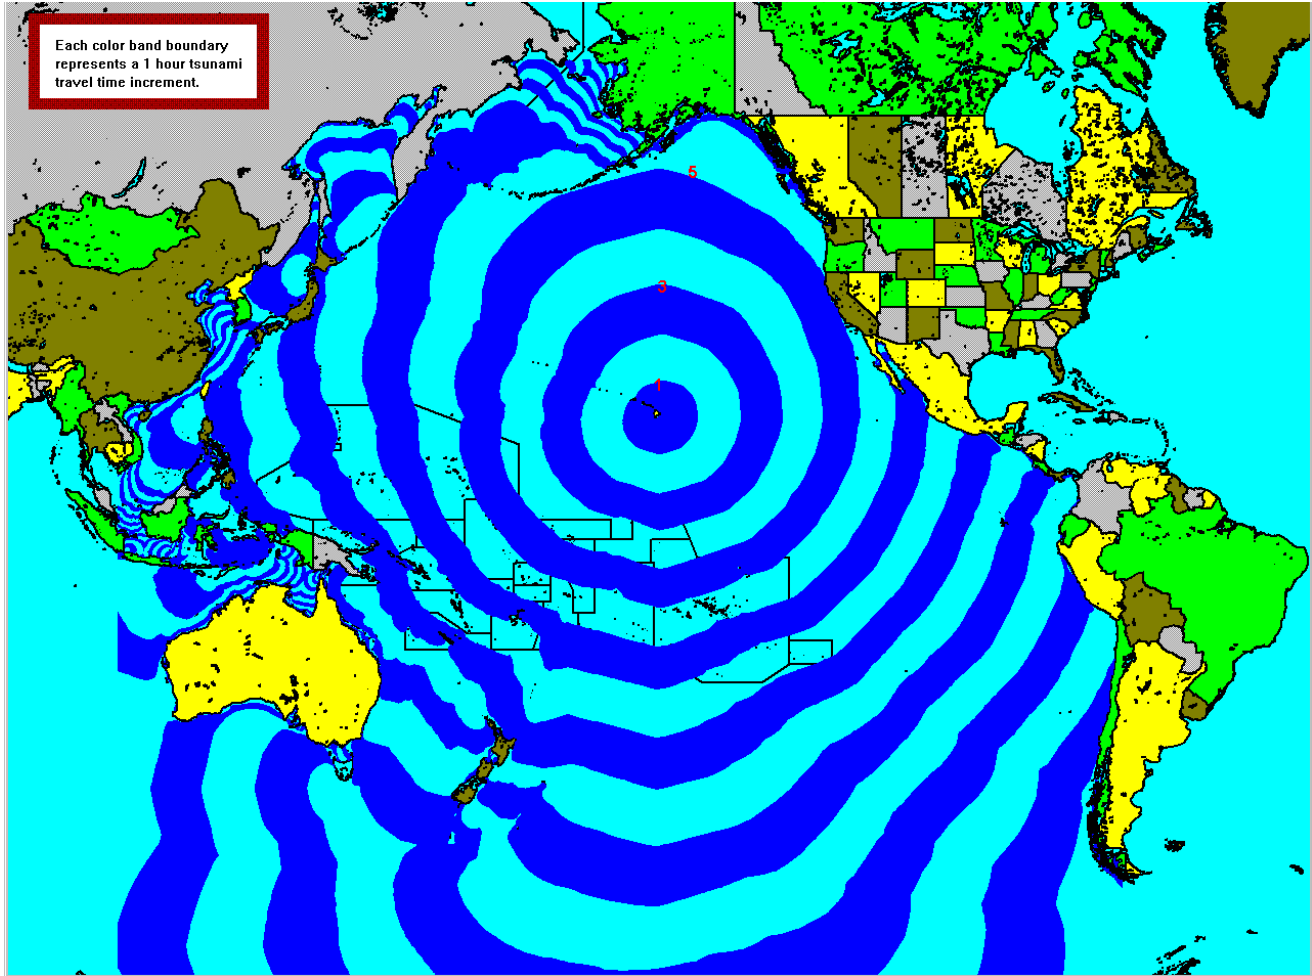 Each color band boundary
represents a 1 hour tsunami
travel time increment.
5
3
1